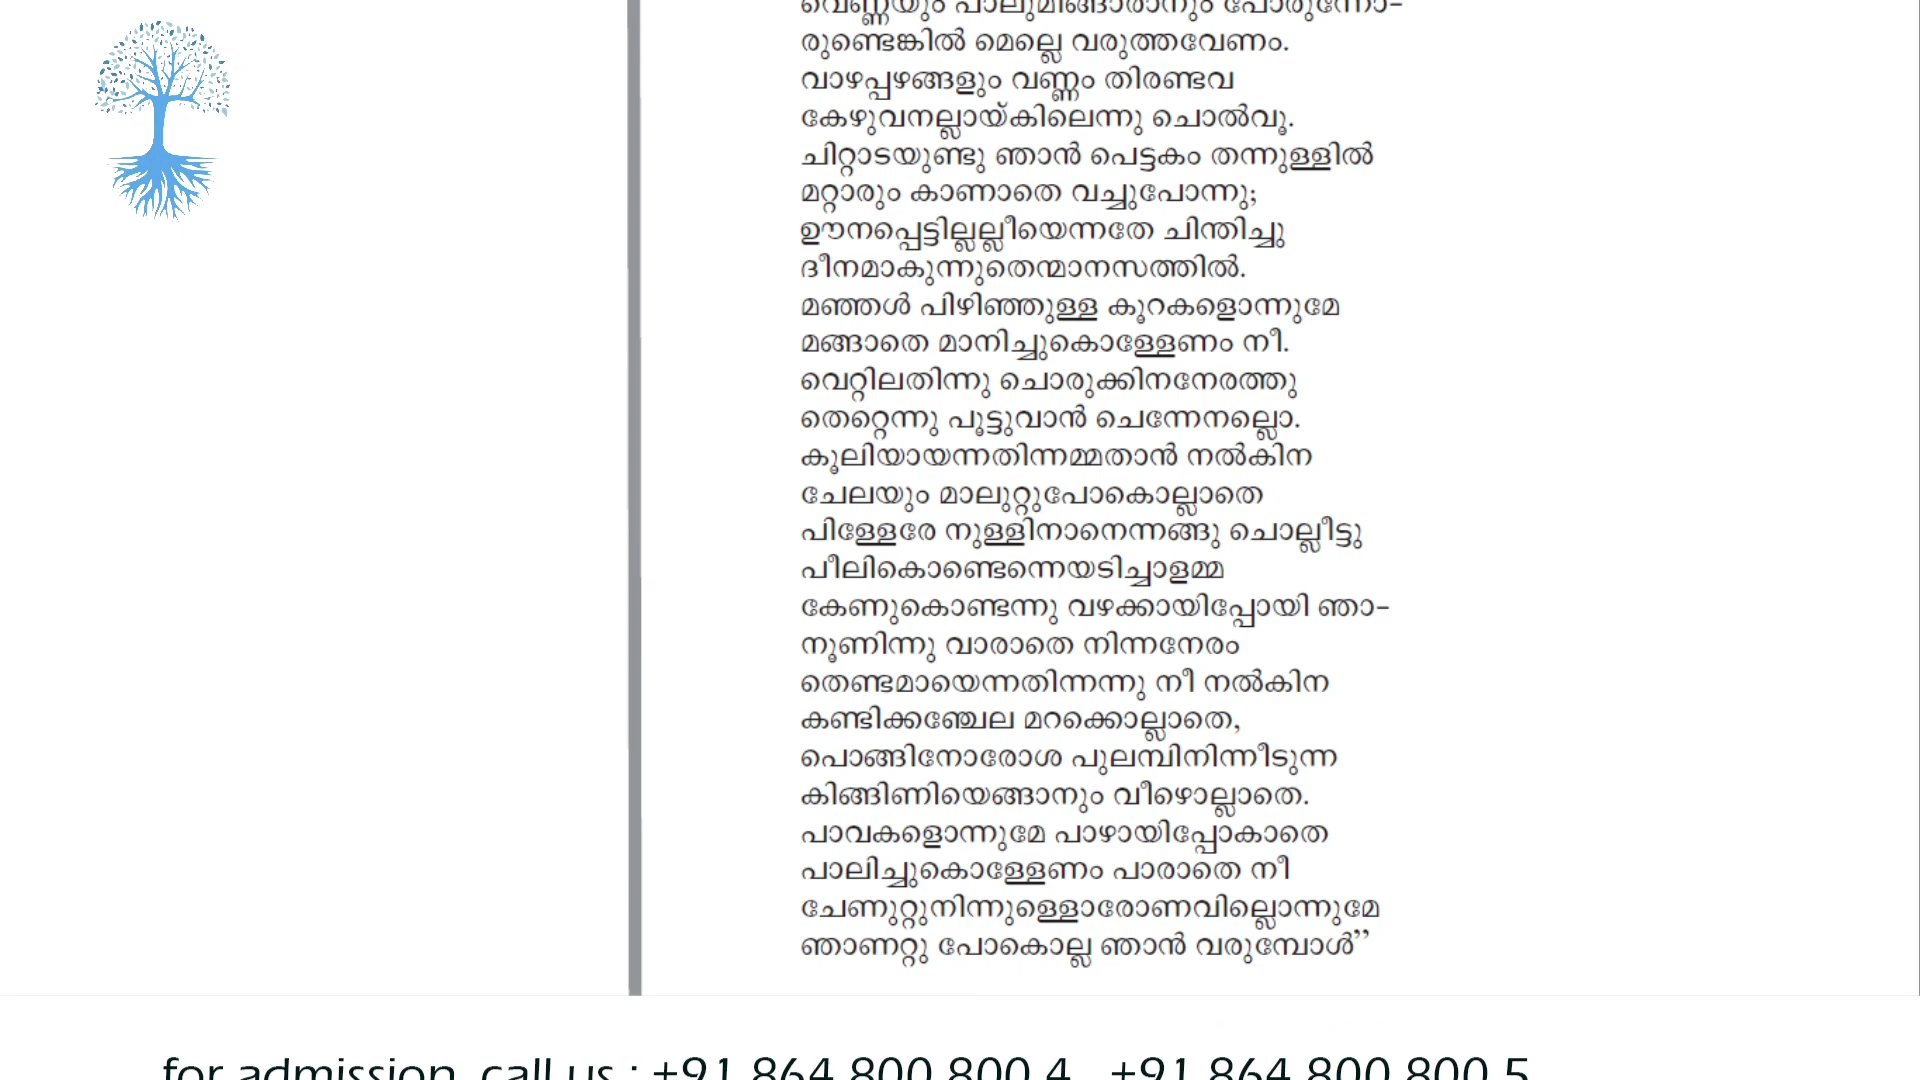 വെണ്ണയും പാലുമിങ്ങാരാനും പോരുന്നോ-
രുണ്ടെങ്കിൽ മെല്ലെ വരുത്തവേണം.
വാഴപ്പഴങ്ങളും വണ്ണം തിരണ്ടവ
കേഴുവനല്ലായ്കിലെന്നു ചൊൽവൂ.
ചിറ്റാടയുണ്ടു ഞാൻ പെട്ടകം തന്നുള്ളിൽ
മറ്റാരും കാണാതെ വച്ചുപോന്നു;
ഊനപ്പെട്ടില്ലല്ലീയെന്നതേ ചിന്തിച്ചു
ദീനമാകുന്നുതെന്മാനസത്തിൽ.
മഞ്ഞൾ പിഴിഞ്ഞുള്ള കൂറകളൊന്നുമേ
മങ്ങാതെ മാനിച്ചുകൊള്ളേണം നീ.
വെറ്റിലതിന്നു ചൊരുക്കിനനേരത്തു
തെറ്റെന്നു പൂട്ടുവാൻ ചെന്നേനല്ലൊ.
കൂലിയായന്നതിന്നമ്മതാൻ നൽകിന
ചേലയും മാലുറ്റുപോകൊല്ലാതെ
പിള്ളേരേ നുള്ളിനാനെന്നങ്ങു ചൊല്ലീട്ടു
പീലികൊണ്ടെന്നെയടിച്ചാളമ്മ
കേണുകൊണ്ടന്നു വഴക്കായിപ്പോയി ഞാ-
നൂണിന്നു വാരാതെ നിന്നനേരം
തെണ്ടമായെന്നതിന്നന്നു നീ നൽകിന
കണ്ടിക്കഞ്ചേല മറക്കൊല്ലാതെ,
പൊങ്ങിനോരോശ പുലമ്പിനിന്നീടുന്ന
കിങ്ങിണിയെങ്ങാനും വീഴൊല്ലാതെ.
പാവകളൊന്നുമേ പാഴായിപ്പോകാതെ
പാലിച്ചുകൊള്ളേണം പാരാതെ നീ
ചേണുറ്റുനിന്നുള്ളൊരോണവില്ലൊന്നുമേ
ഞാണറ്റു പോകൊല്ല ഞാൻ വരുമ്പോൾ’’
for admission, call us : +91 864 800 800 4, +91 864 800 800 5